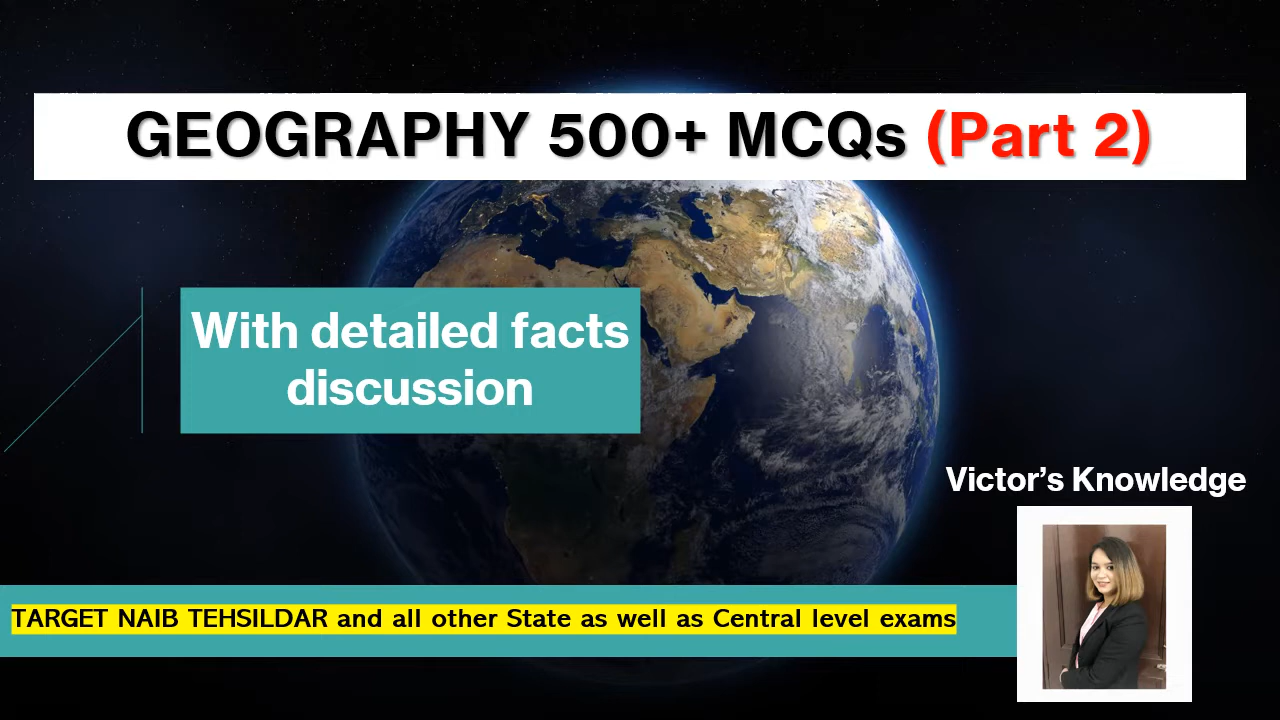 GEOGRAPHY 500+ MCQs (Part 2)
With detailed facts
discussion
Victor's Knowledge
TARGET NAIB TEHSILDAR and all other State as well as Central level exams